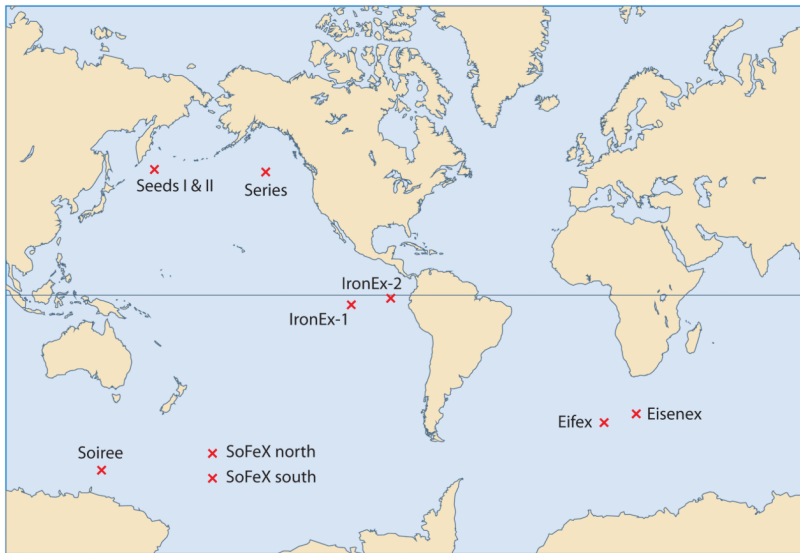 Seeds I & II
Series
IronEx-2
IronEx-1
Eifex
Eisenex
Soiree
SoFeX north
SoFeX south